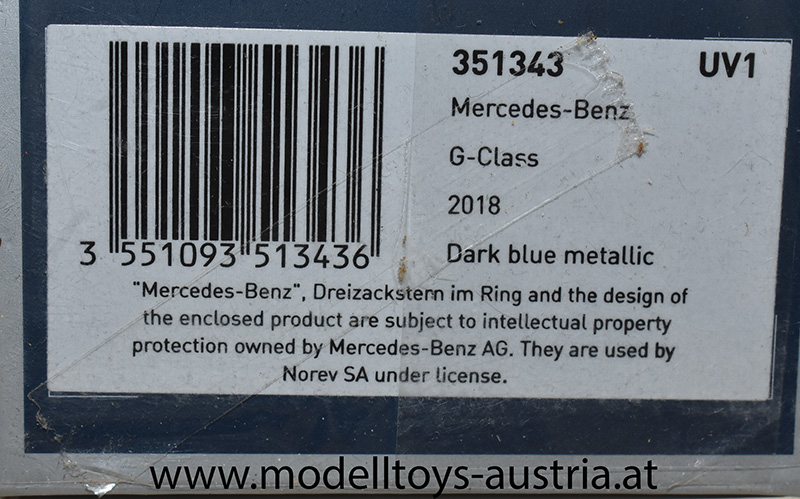 351343 UV1
Mercedes-Benz
G-Class
2018
Dark blue metallic
3 551093 513436
"Mercedes-Benz", Dreizackstern im Ring and the design of
the enclosed product are subject to intellectual property
protection owned by Mercedes-Benz AG. They are used by
Norev SA under license.
www.modelltoys-austria.at